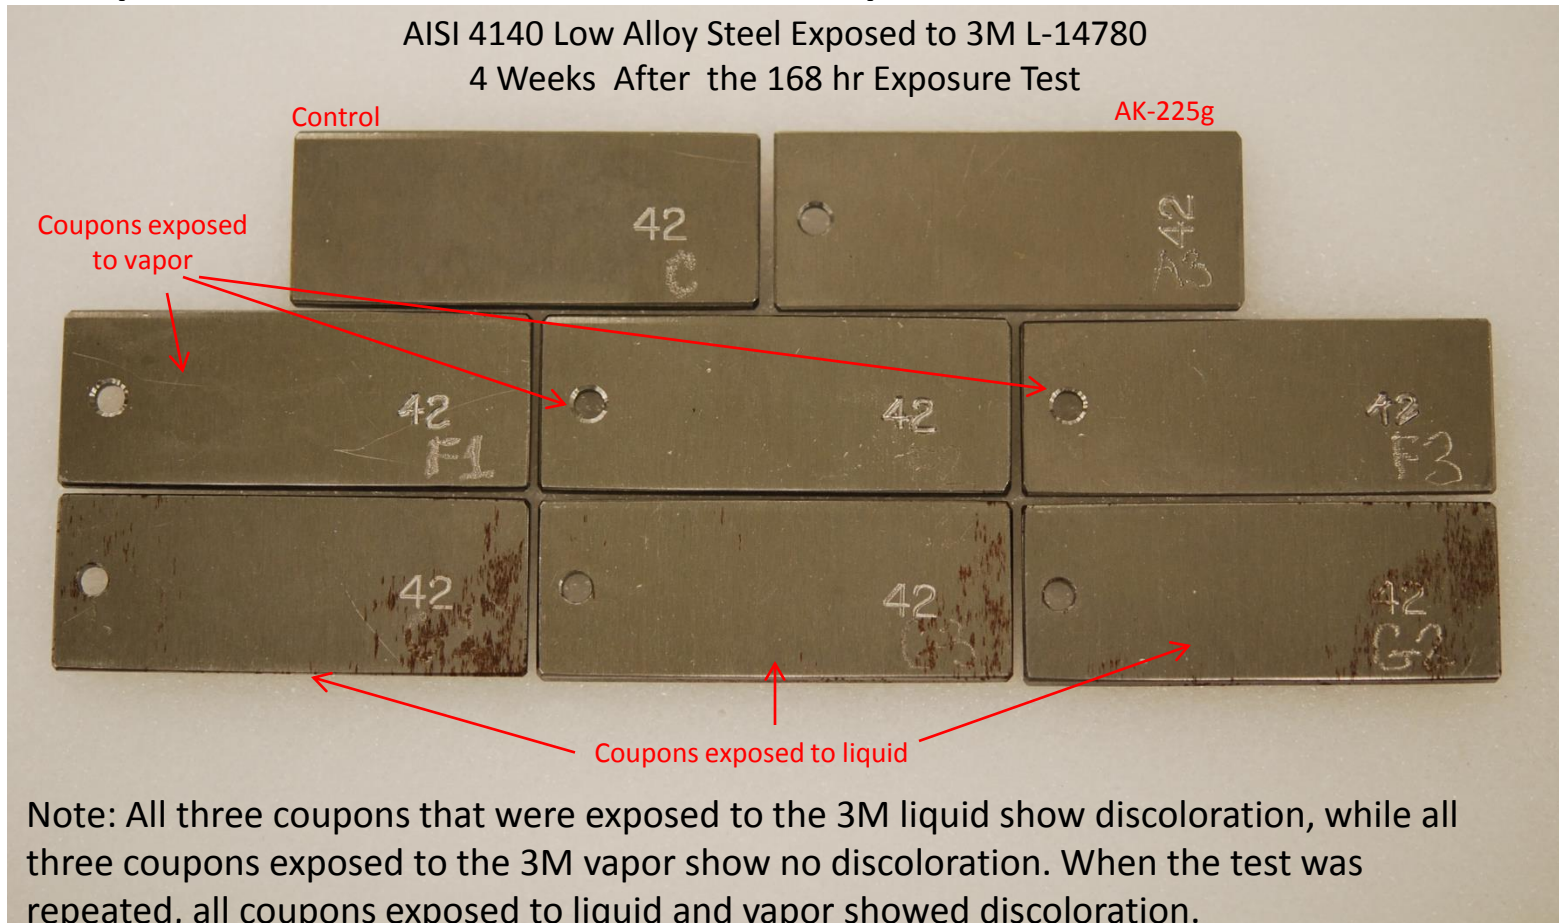 AISI 4140 Low Alloy Steel Exposed to 3M L-14780
4 Weeks After the 168 hr Exposure Test
Control
AK-225g
42
C
42
A3
Coupons exposed
to vapor
42
F1
42
42
F3
42
42
G3
42
G2
Coupons exposed to liquid
Note: All three coupons that were exposed to the 3M liquid show discoloration, while all
three coupons exposed to the 3M vapor show no discoloration. When the test was
repeated, all coupons exposed to liquid and vapor showed discoloration.